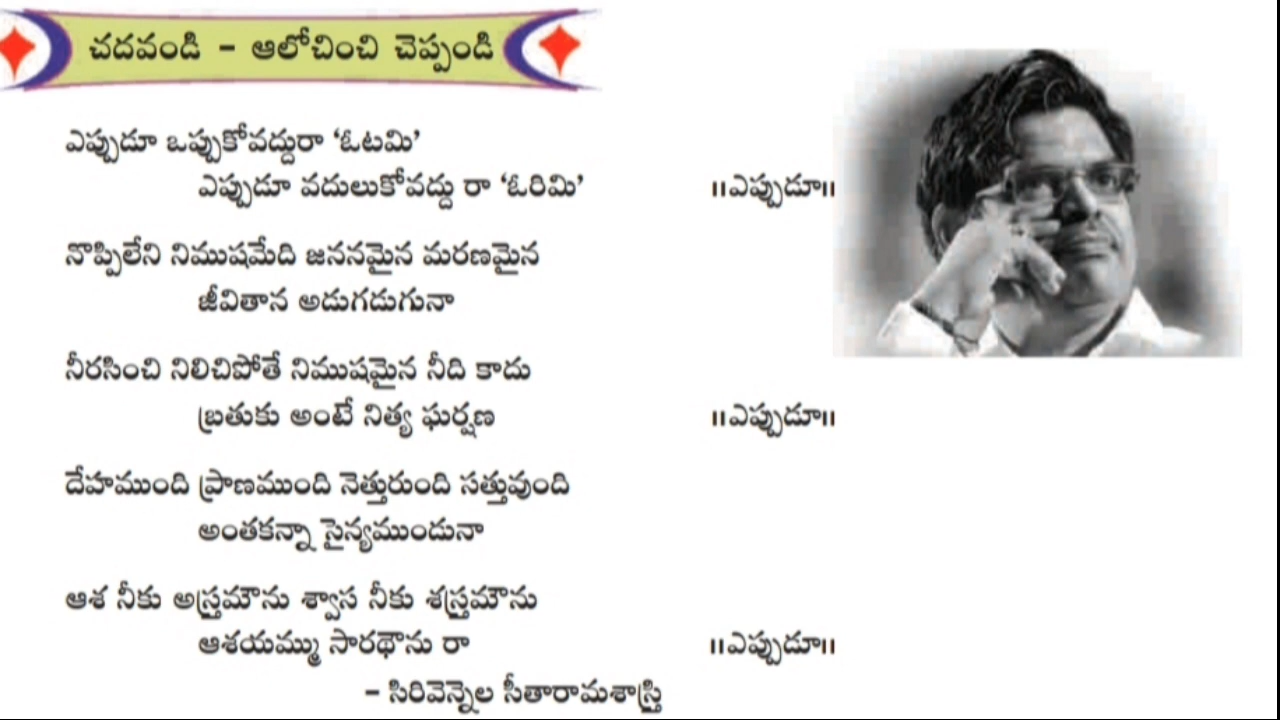 చదవండి - ఆలోచించి చెప్పండి
ఎప్పుడూ ఒప్పుకోవద్దురా ‘ఓటమి’
ఎప్పుడూ వదులుకోవద్దు రా ‘ఓరిమి’ ॥ఎప్పుడూ॥
నొప్పిలేని నిముషమేది జననమైన మరణమైన
జీవితాన అడుగడుగునా
నీరసించి నిలిచిపోతే నిముషమైన నీది కాదు
బ్రతుకు అంటే నిత్య ఘర్షణ ॥ఎప్పుడూ॥
దేహముంది ప్రాణముంది నెత్తురుంది సత్తువుంది
అంతకన్నా సైన్యముండునా
ఆశ నీకు అస్త్రమౌను శ్వాస నీకు శస్త్రమౌను
ఆశయమ్ము సారథౌను రా ॥ఎప్పుడూ॥
- సిరివెన్నెల సీతారామశాస్త్రి